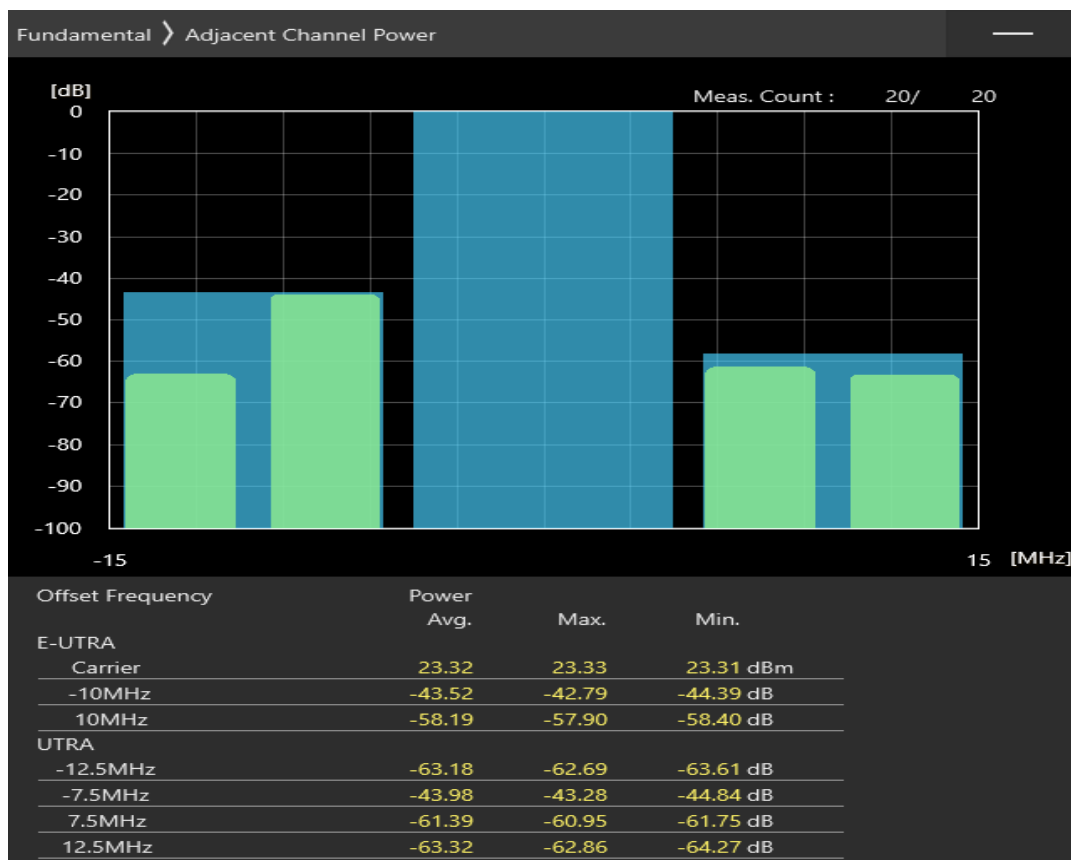 Fundamental ❯ Adjacent Channel Power
[dB]
Meas. Count : 20/ 20
0
-10
-20
-30
-40
-50
-60
-70
-80
-90
-100
-15 15 [MHz]
Offset Frequency Power
Avg. Max. Min.
E-UTRA
Carrier 23.32 23.33 23.31 dBm
-10MHz -43.52 -42.79 -44.39 dB
10MHz -58.19 -57.90 -58.40 dB
UTRA
-12.5MHz -63.18 -62.69 -63.61 dB
-7.5MHz -43.98 -43.28 -44.84 dB
7.5MHz -61.39 -60.95 -61.75 dB
12.5MHz -63.32 -62.86 -64.27 dB